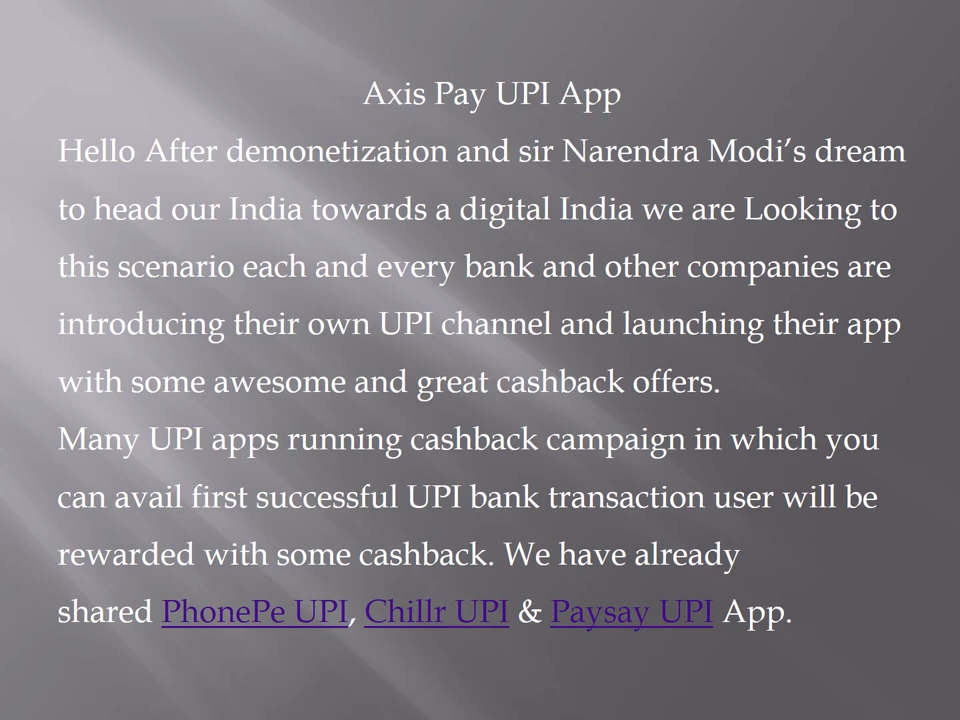 Axis Pay UPI App
Hello After demonetization and sir Narendra Modi’s dream
to head our India towards a digital India we are Looking to
this scenario each and every bank and other companies are
introducing their own UPI channel and launching their app
with some awesome and great cashback offers.
Many UPI apps running cashback campaign in which you
can avail first successful UPI bank transaction user will be
rewarded with some cashback. We have already
shared PhonePe UPI, Chillr UPI & Paysay UPI App.